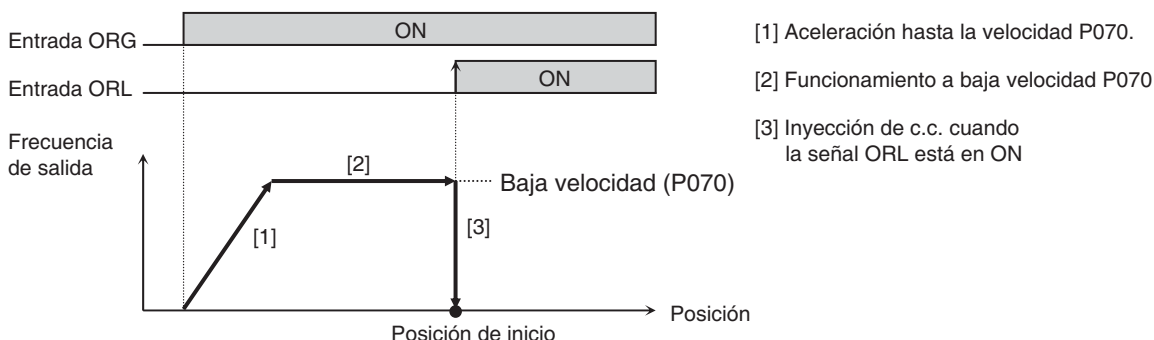 Entrada ORG
ON
Entrada ORL
ON
Frecuencia
de salida
[1]
[2]
[3]
Baja velocidad (P070)
Posición
Posición de inicio
[1] Aceleración hasta la velocidad P070.
[2] Funcionamiento a baja velocidad P070
[3] Inyección de c.c. cuando
la señal ORL está en ON